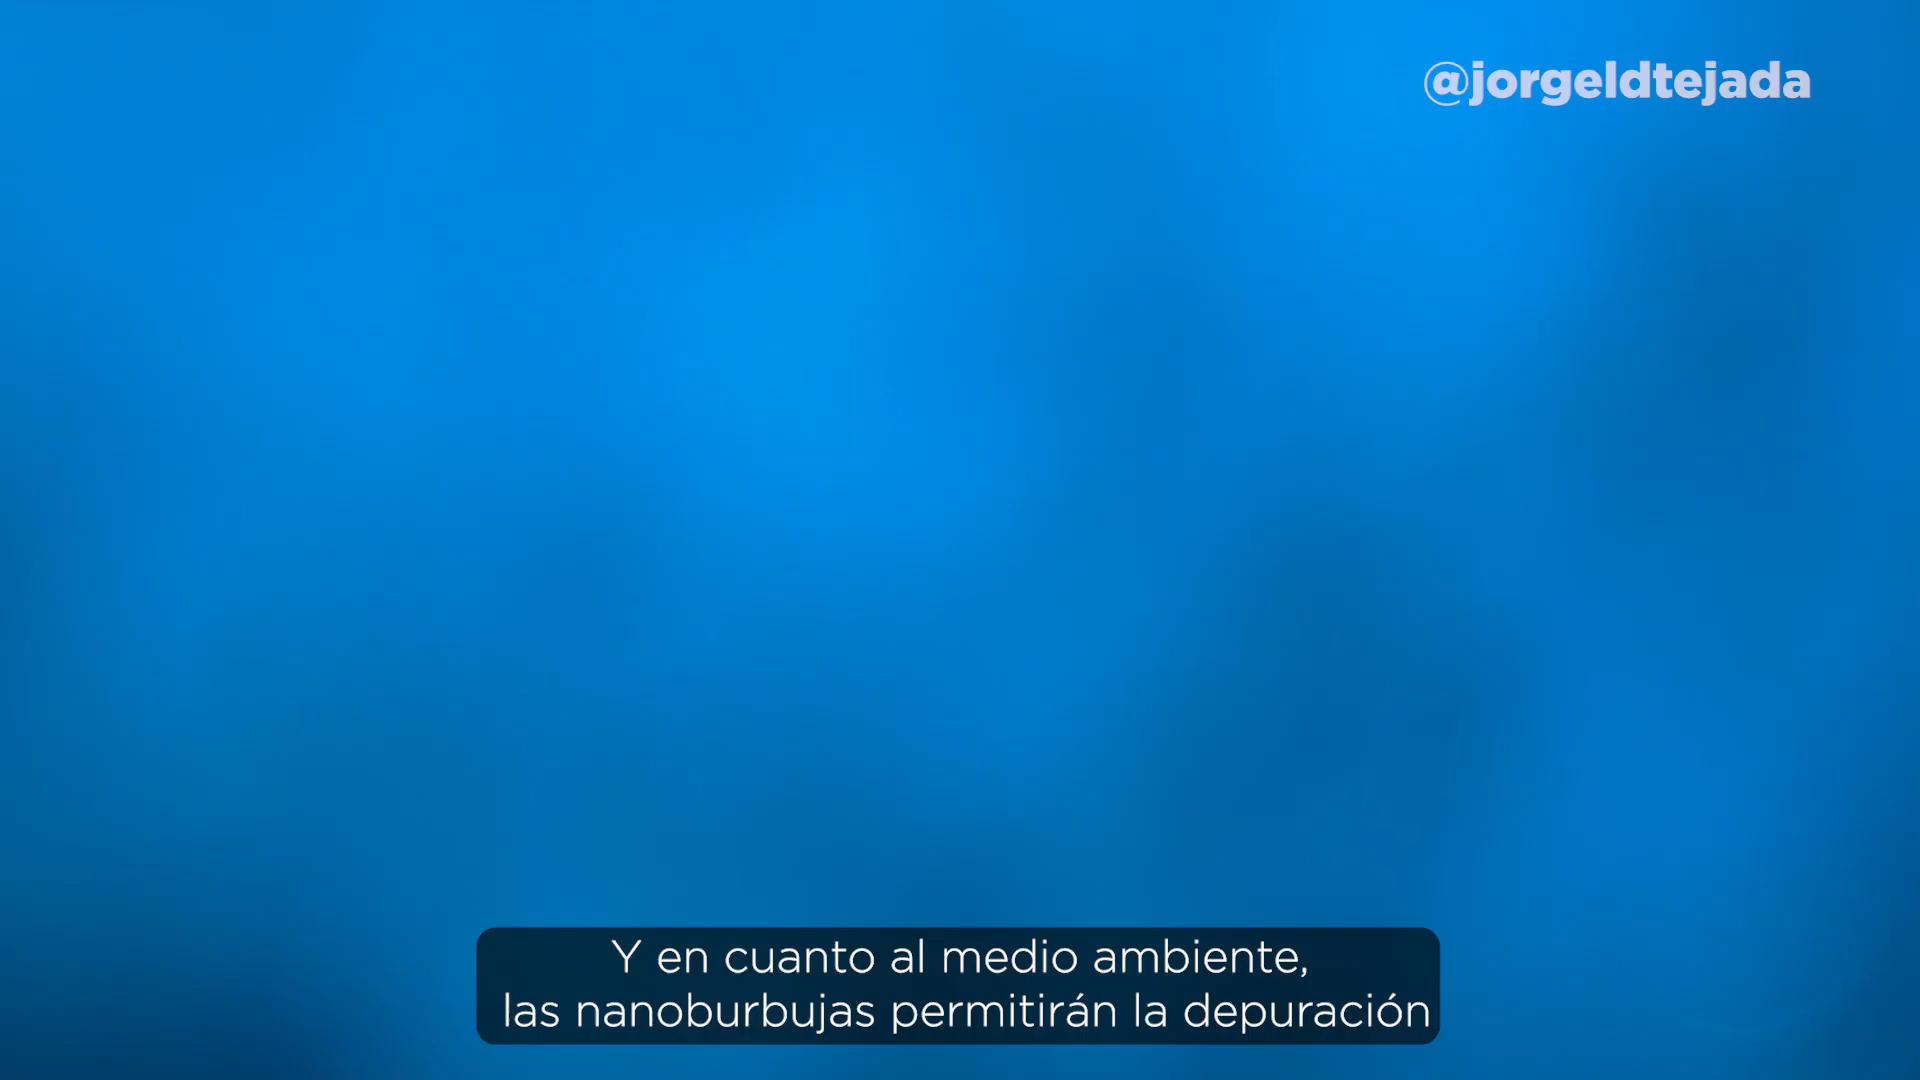 @jorgeldtejada
Y en cuanto al medio ambiente,
las nanoburbujas permitirán la depuración